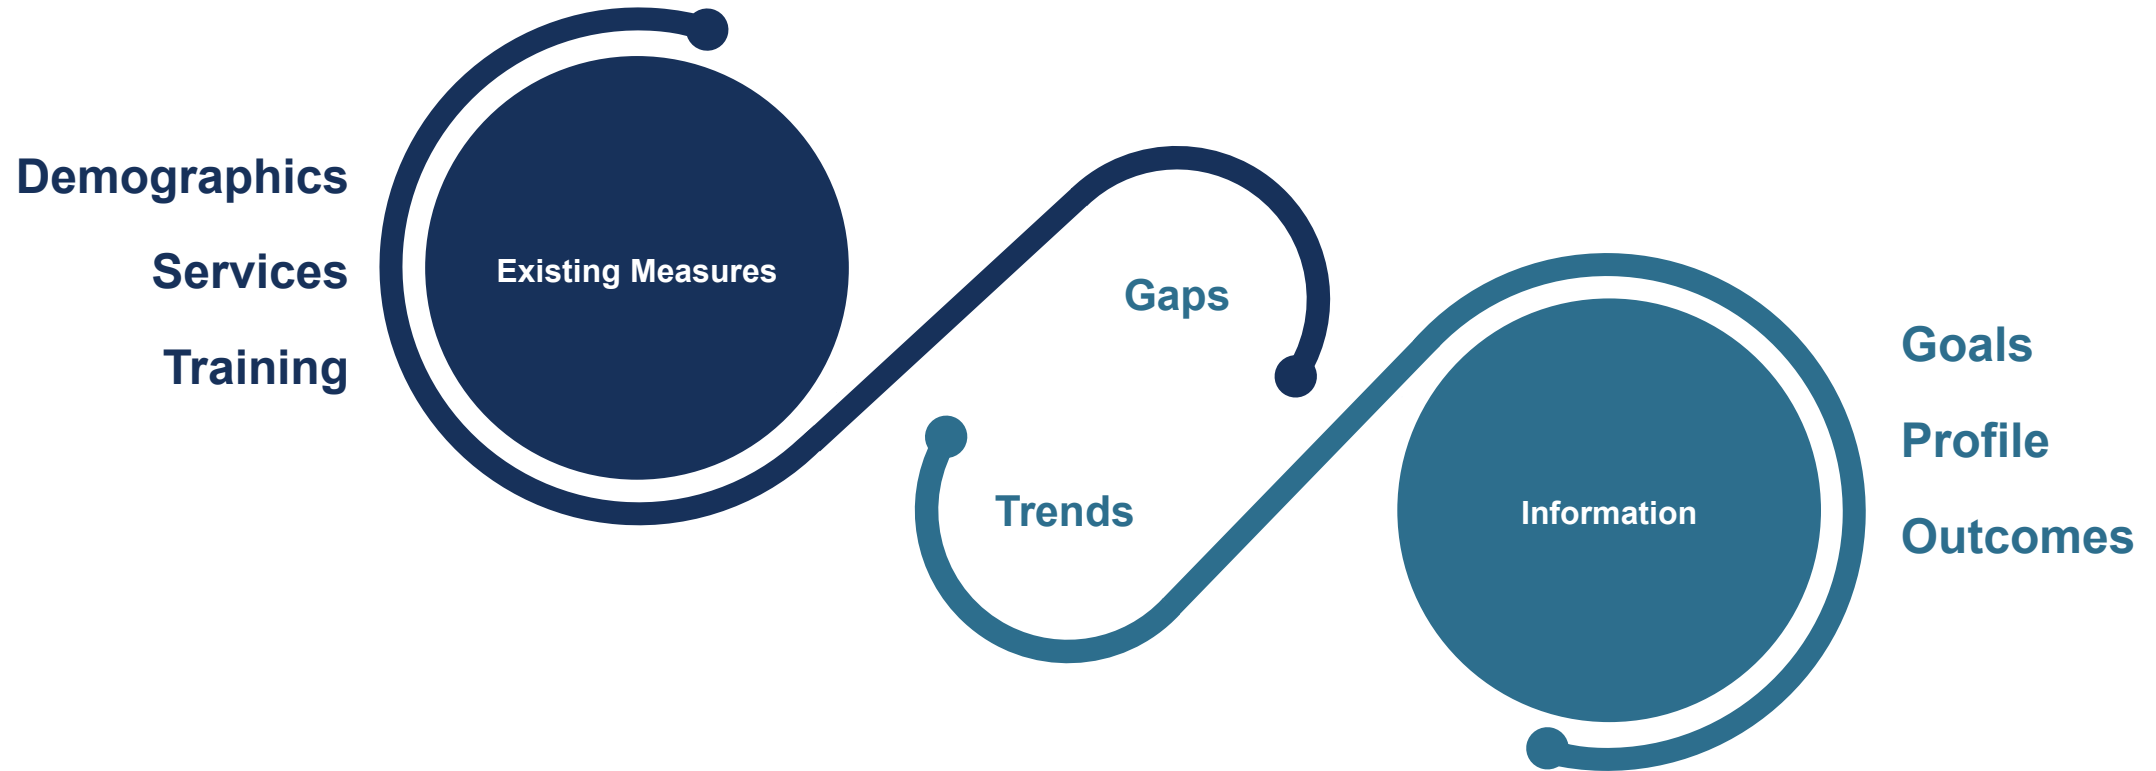 Demographics
Services
Training
Existing Measures
Gaps
Trends
Information
Goals
Profile
Outcomes